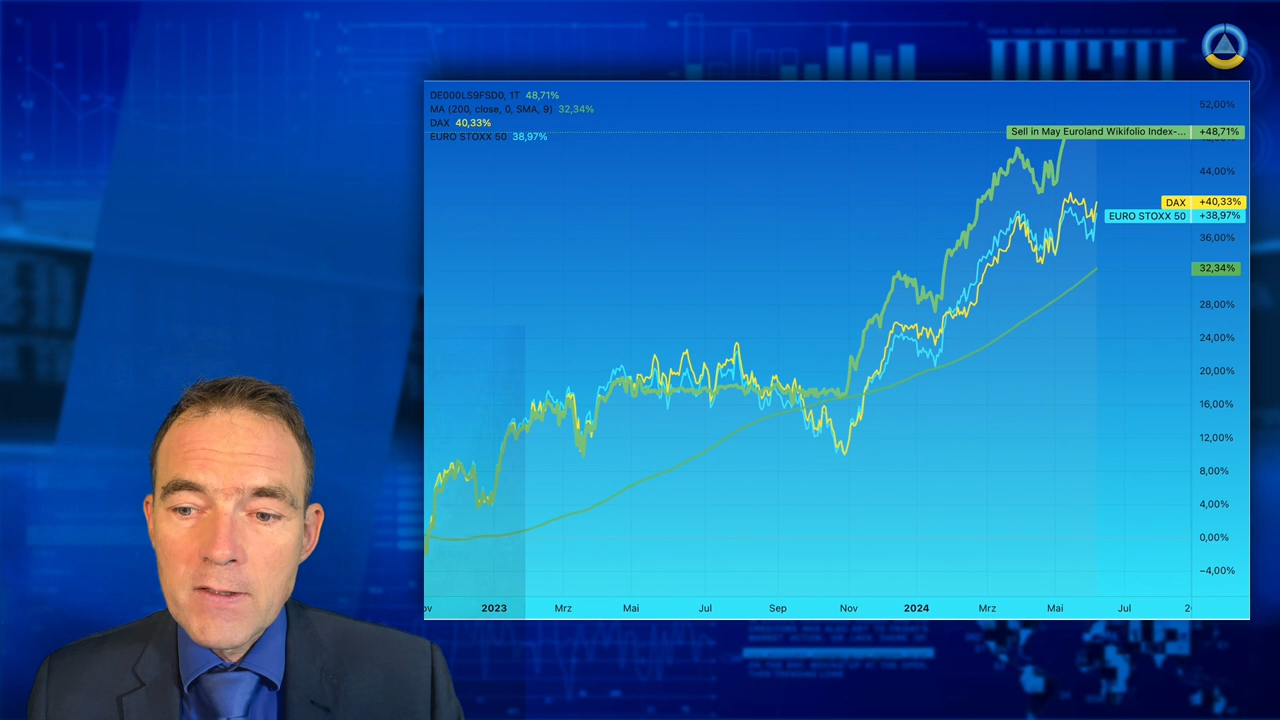 DE000LS9FSD0, 1T 48,71%
MA (200, close, 0, SMA, 9) 32,34%
DAX 40,33%
EURO STOXX 50 38,97%
52,00%
Sell in May Euroland Wikifolio Index-... +48,71%
44,00%
DAX +40,33%
EURO STOXX 50 +38,97%
36,00%
32,34%
28,00%
24,00%
20,00%
16,00%
12,00%
8,00%
4,00%
0,00%
−4,00%
ov 2023 Mrz Mai Jul Sep Nov 2024 Mrz Mai Jul 2